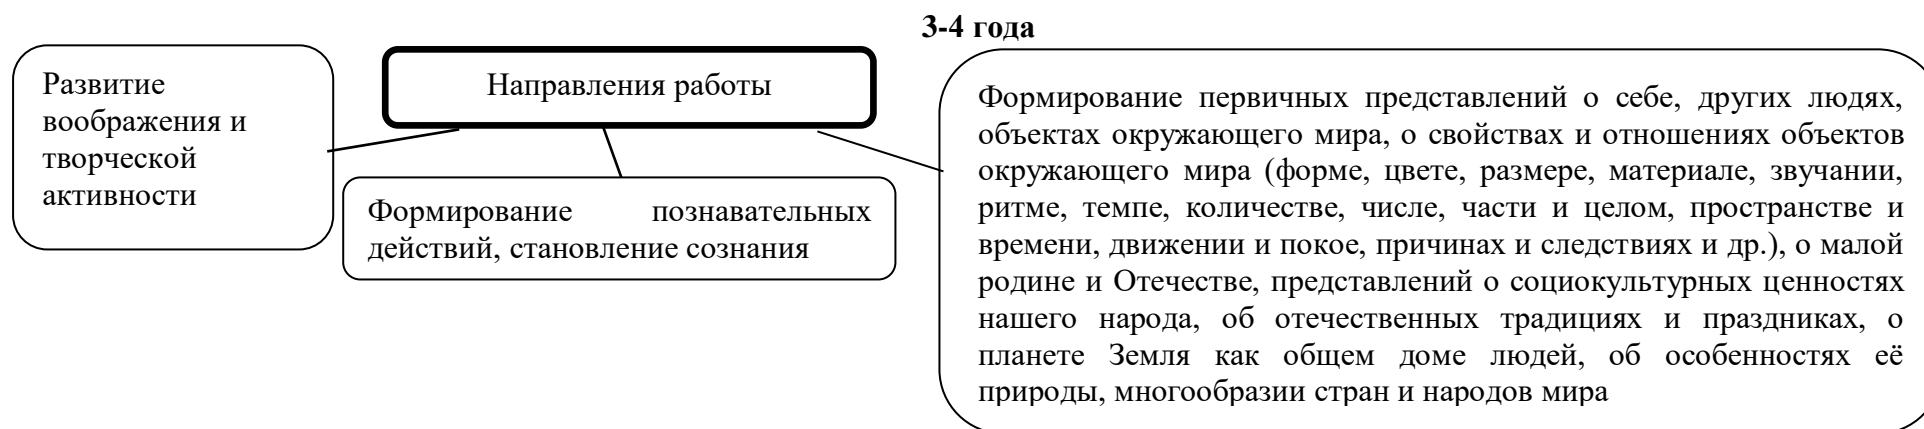 3-4 года
Развитие
воображения и
творческой
активности
Направления работы
Формирование познавательных
действий, становление сознания
Формирование первичных представлений о себе, других людях,
объектах окружающего мира, о свойствах и отношениях объектов
окружающего мира (форме, цвете, размере, материале, звучании,
ритме, темпе, количестве, числе, части и целом, пространстве и
времени, движении и покое, причинах и следствиях и др.), о малой
родине и Отечестве, представлений о социокультурных ценностях
нашего народа, об отечественных традициях и праздниках, о
планете Земля как общем доме людей, об особенностях её
природы, многообразии стран и народов мира